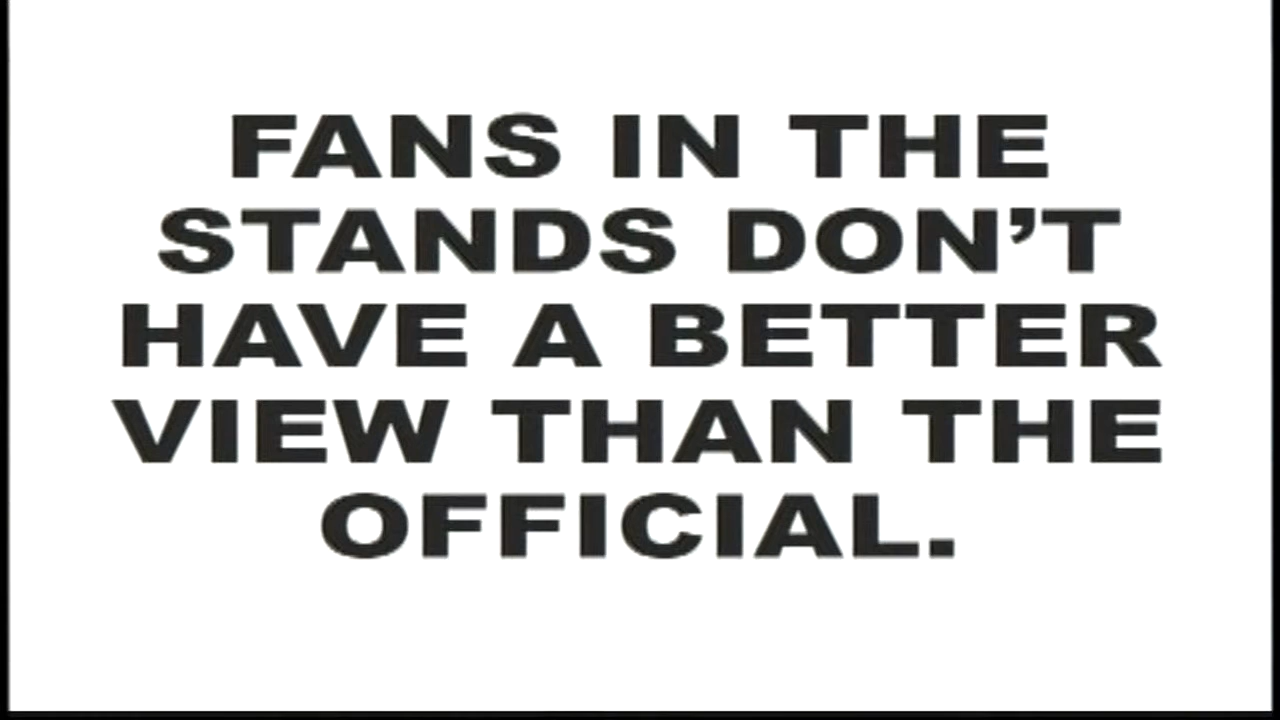 FANS IN THE
STANDS DON’T
HAVE A BETTER
VIEW THAN THE
OFFICIAL.